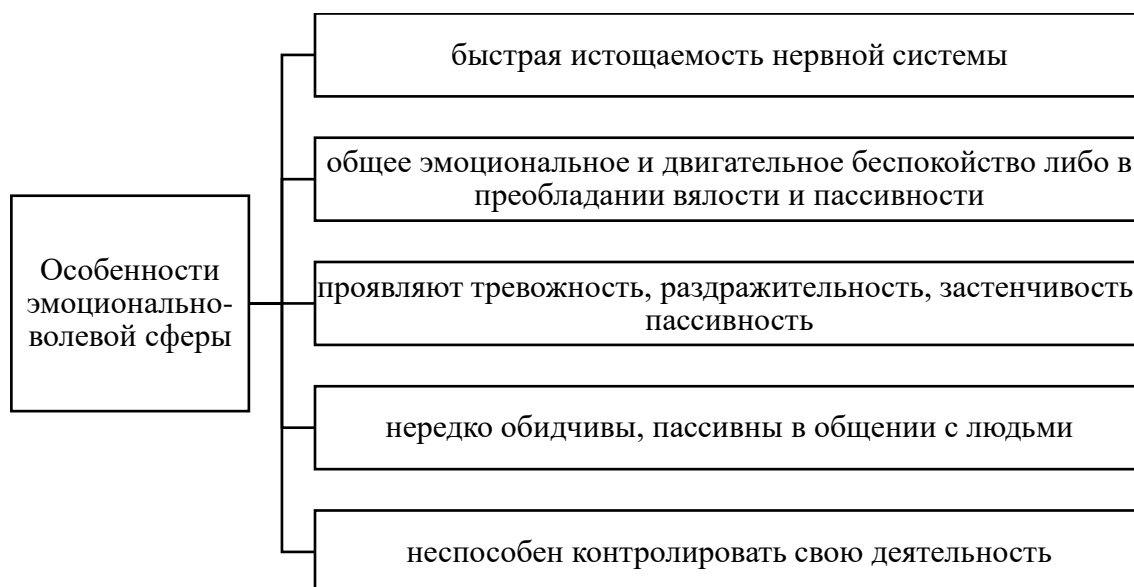 Особенности
эмоционально-
волевой сферы
быстрая истощаемость нервной системы
общее эмоциональное и двигательное беспокойство либо в
преобладании вялости и пассивности
проявляют тревожность, раздражительность, застенчивость
пассивность
нередко обидчивы, пассивны в общении с людьми
неспособен контролировать свою деятельность